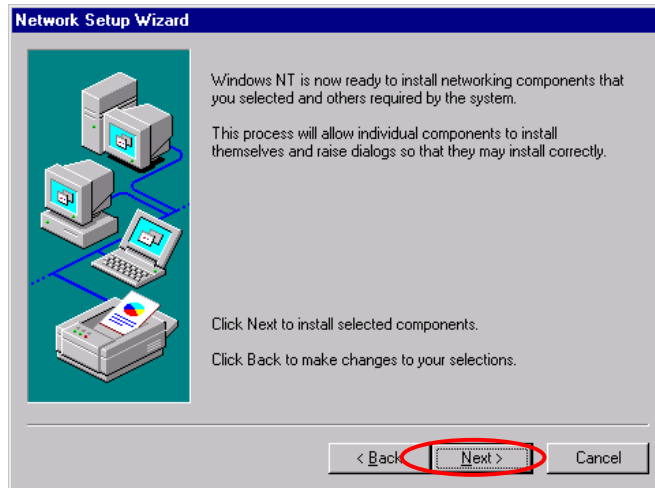 Network Setup Wizard
Windows NT is now ready to install networking components that
you selected and others required by the system.
This process will allow individual components to install
themselves and raise dialogs so that they may install correctly.
Click Next to install selected components.
Click Back to make changes to your selections.
< Back Next > Cancel